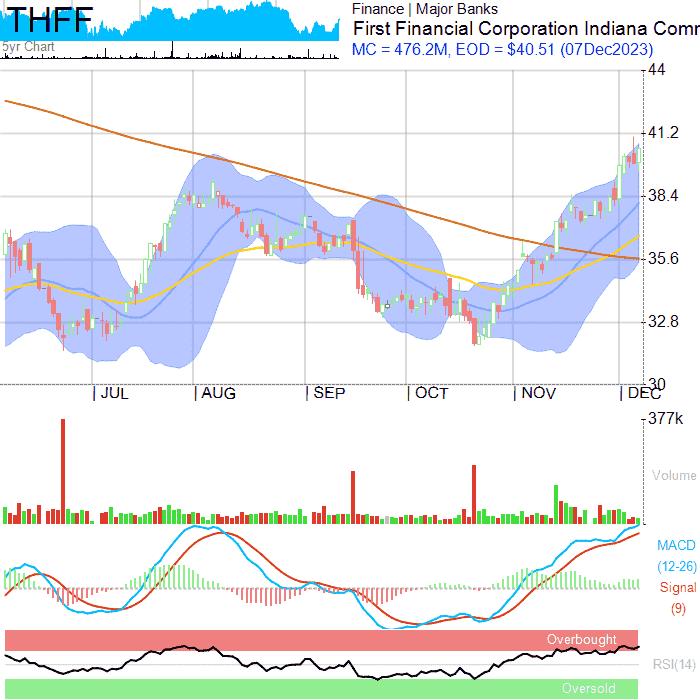 THFF
5yr Chart
Finance | Major Banks
First Financial Corporation Indiana Comm
MC = 476.2M, EOD = $40.51 (07Dec2023)
44
41.2
38.4
35.6
32.8
30
JUL AUG SEP OCT NOV DEC
377k
Volume
MACD
(12-26)
Signal
(9)
Overbought
RSI(14)
Oversold